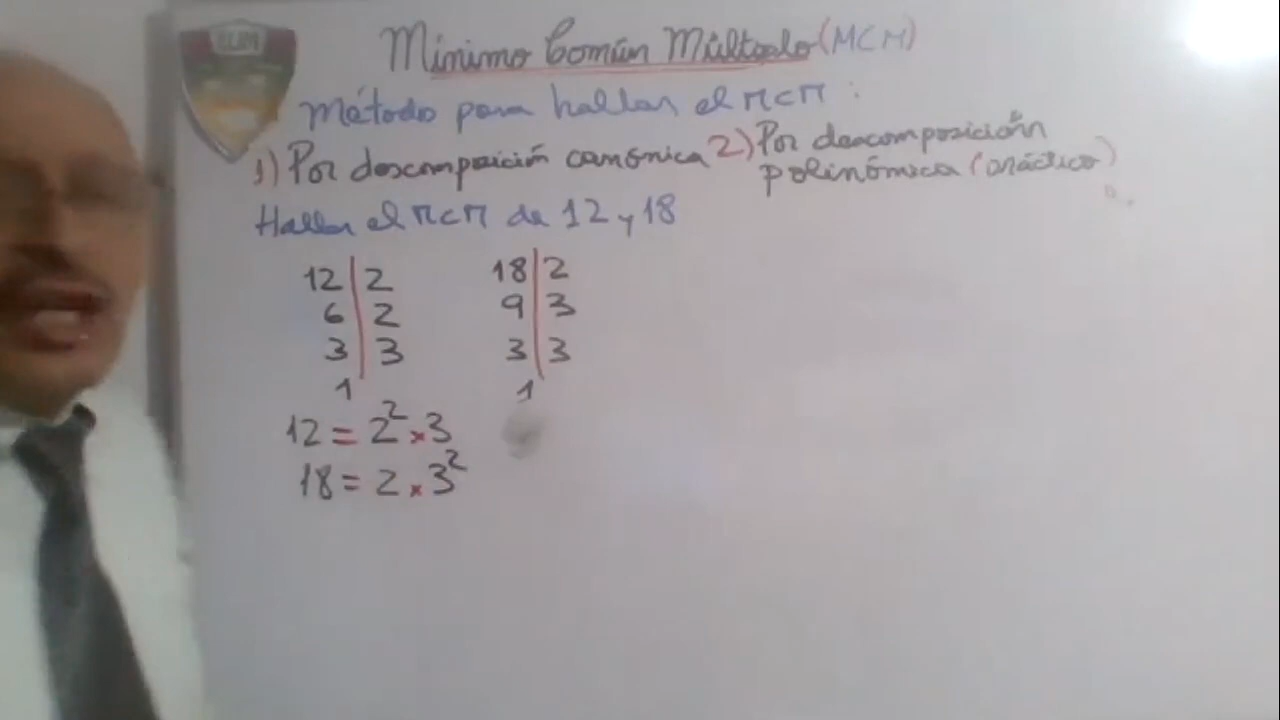 Mínimo Común Múltiplo (MCM)
Método para hallar el MCM :
1) Por descomposición canónica 2) Por descomposición
polinómica (práctico)
Hallar el MCM de 12 y 18
12 | 2 18 | 2
6 | 2 9 | 3
3 | 3 3 | 3
1 1
12 = 2² x 3
18 = 2 x 3²